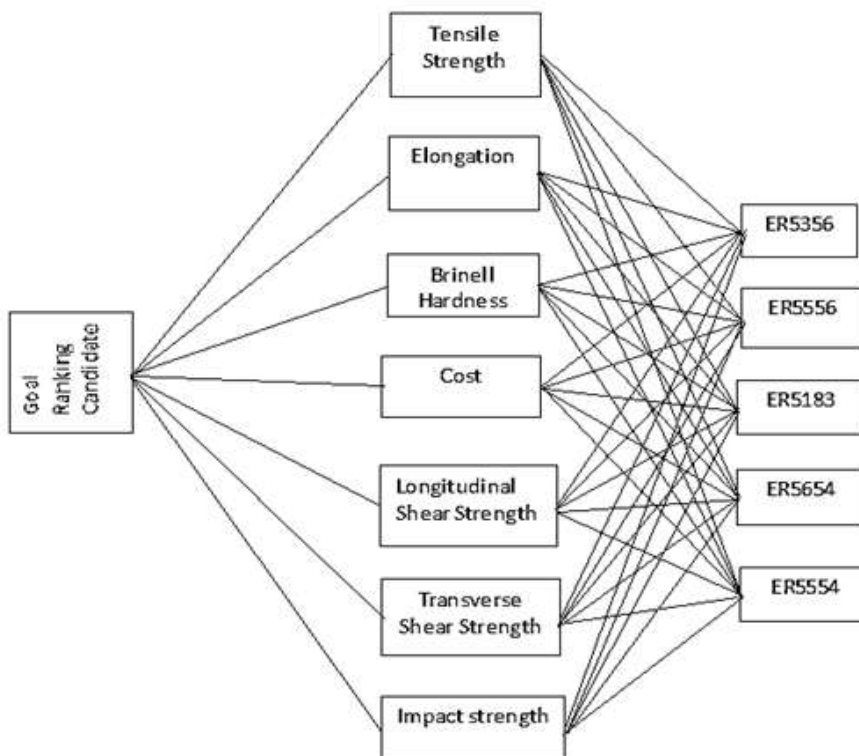 Goal
Ranking
Candidate
Tensile
Strength
Elongation
Brinell
Hardness
Cost
Longitudinal
Shear Strength
Transverse
Shear Strength
Impact strength
ER5356
ER5556
ER5183
ER5654
ER5554